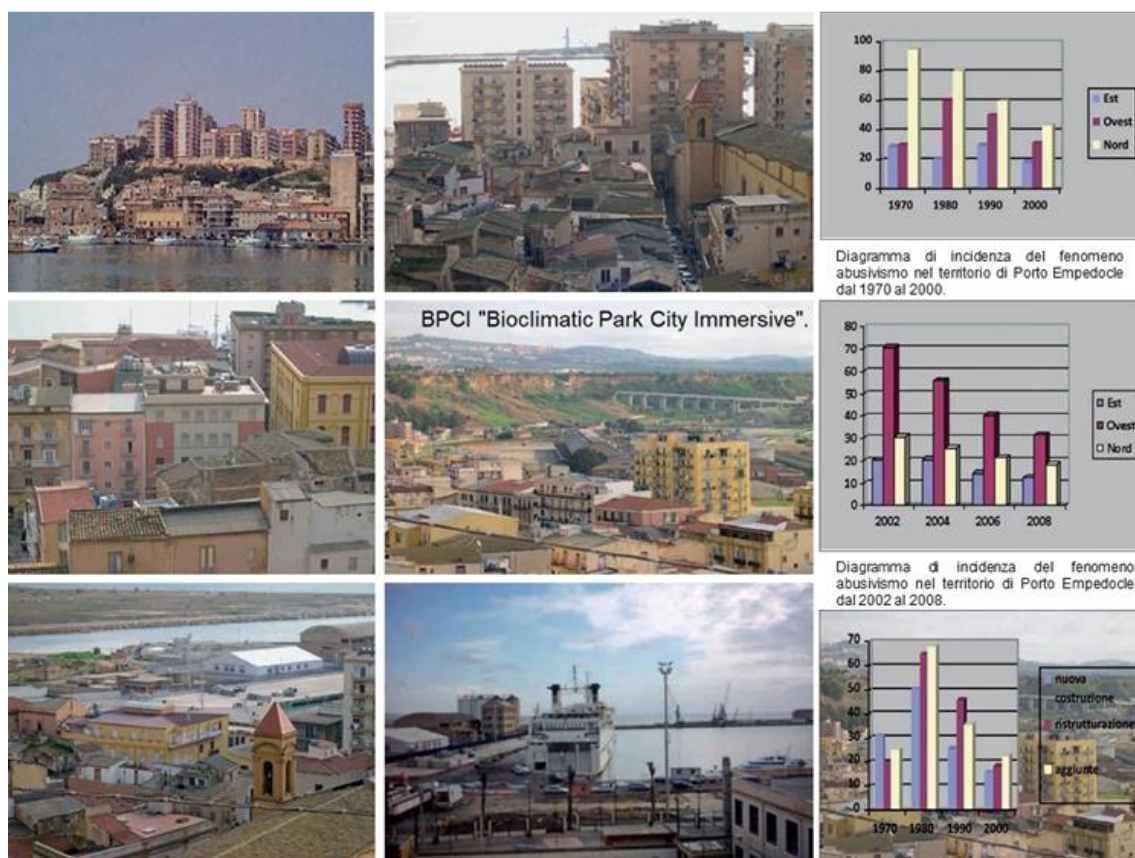 100
80
60
40
20
0
1970 1980 1990 2000
Est
Ovest
Nord
Diagramma di incidenza del fenomeno
abusivismo nel territorio di Porto Empedocle
dal 1970 al 2000.
BPCI "Bioclimatic Park City Immersive".
80
70
60
50
40
30
20
10
0
2002 2004 2006 2008
Est
Ovest
Nord
Diagramma di incidenza del fenomeno
abusivismo nel territorio di Porto Empedocle
dal 2002 al 2008.
70
60
50
40
30
20
10
0
1970 1980 1990 2000
nuova
costruzione
ristrutturazione
aggiunte